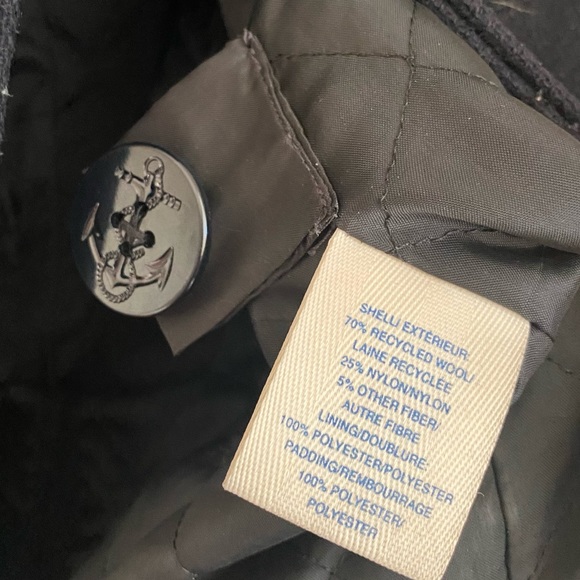 SHELL/ EXTÉRIEUR:
70% RECYCLED WOOL/
LAINE RECYCLÉE
25% NYLON/NYLON
5% OTHER FIBER/
AUTRE FIBRE
LINING/DOUBLURE:
100% POLYESTER/POLYESTER
PADDING/REMBOURRAGE
100% POLYESTER/
POLYESTER